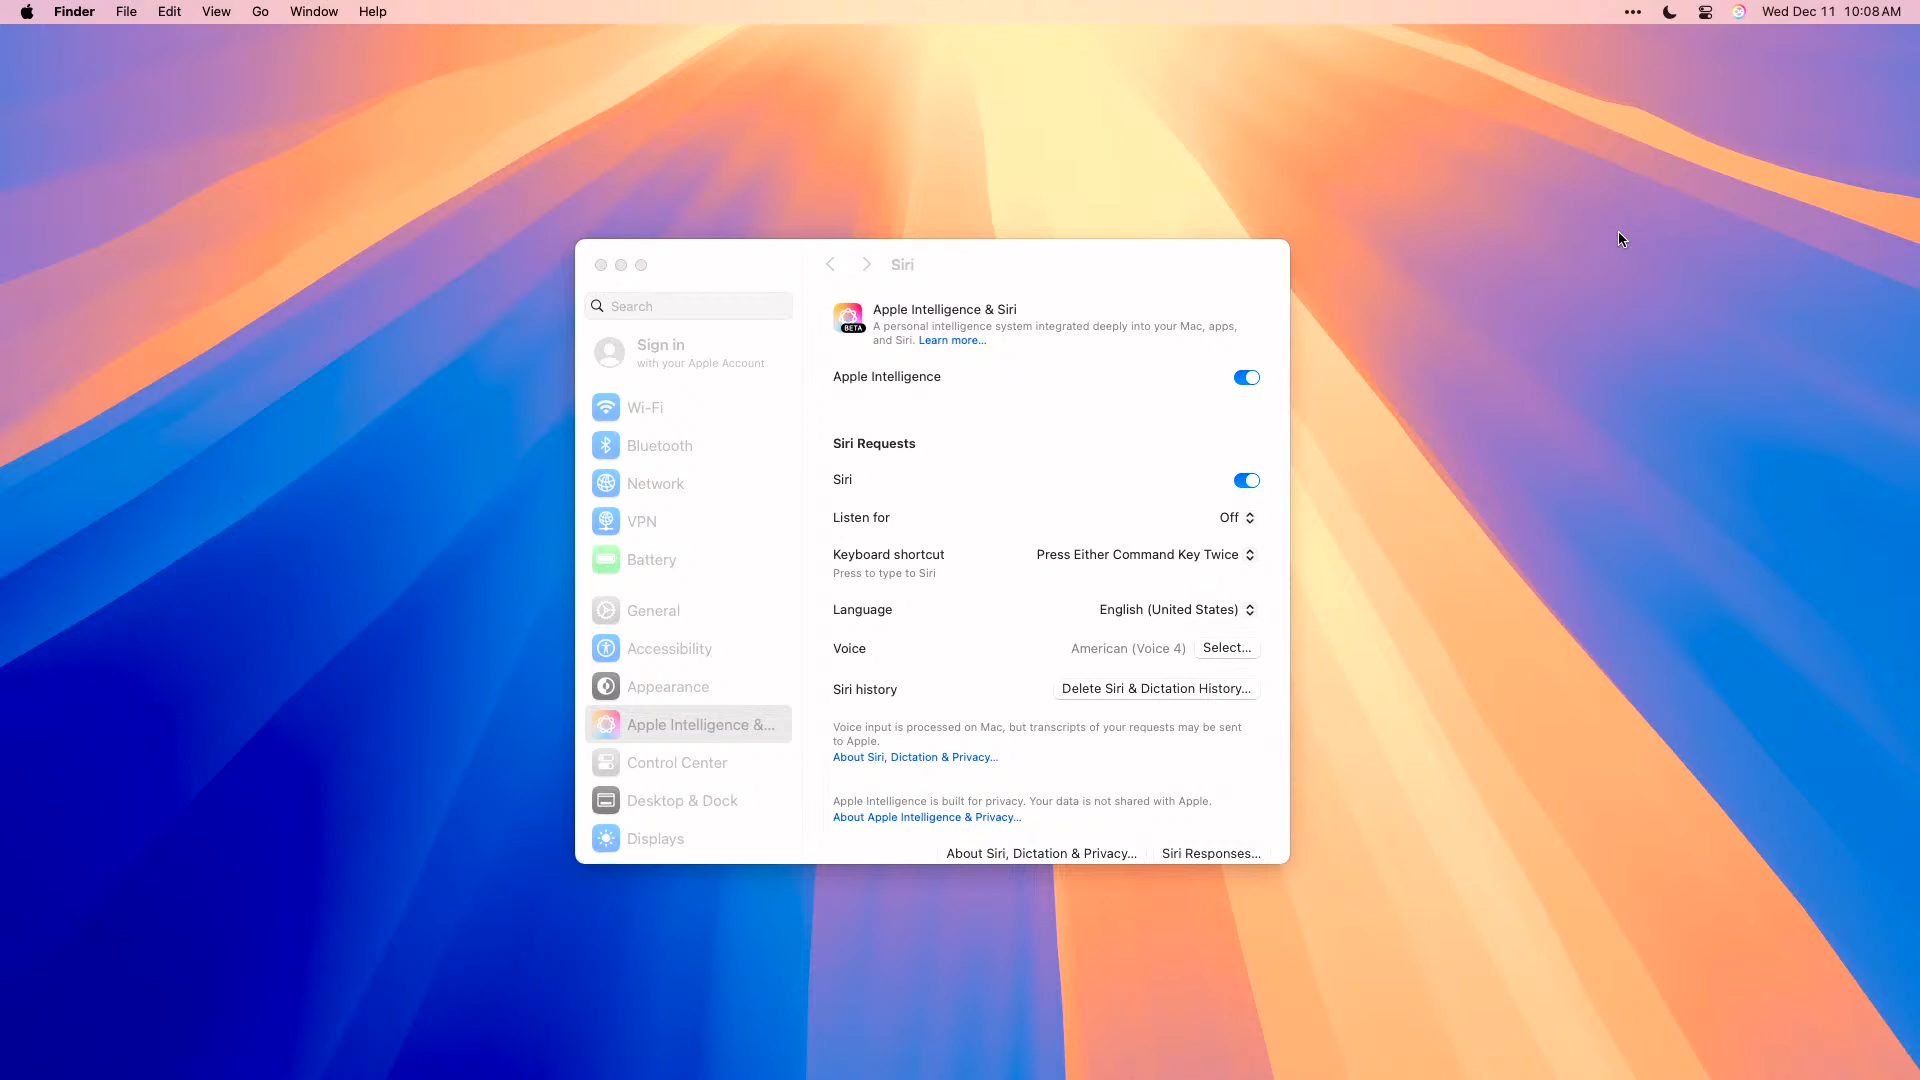 Finder File Edit View Go Window Help
Wed Dec 11 10:08 AM
Siri
Search
Sign in
with your Apple Account
Wi-Fi
Bluetooth
Network
VPN
Battery
General
Accessibility
Appearance
Apple Intelligence &...
Control Center
Desktop & Dock
Displays
BETA
Apple Intelligence & Siri
A personal intelligence system integrated deeply into your Mac, apps,
and Siri. Learn more...
Apple Intelligence
Siri Requests
Siri
Listen for Off
Keyboard shortcut Press Either Command Key Twice
Press to type to Siri
Language English (United States)
Voice American (Voice 4) Select...
Siri history Delete Siri & Dictation History...
Voice input is processed on Mac, but transcripts of your requests may be sent
to Apple.
About Siri, Dictation & Privacy...
Apple Intelligence is built for privacy. Your data is not shared with Apple.
About Apple Intelligence & Privacy...
About Siri, Dictation & Privacy... Siri Responses...